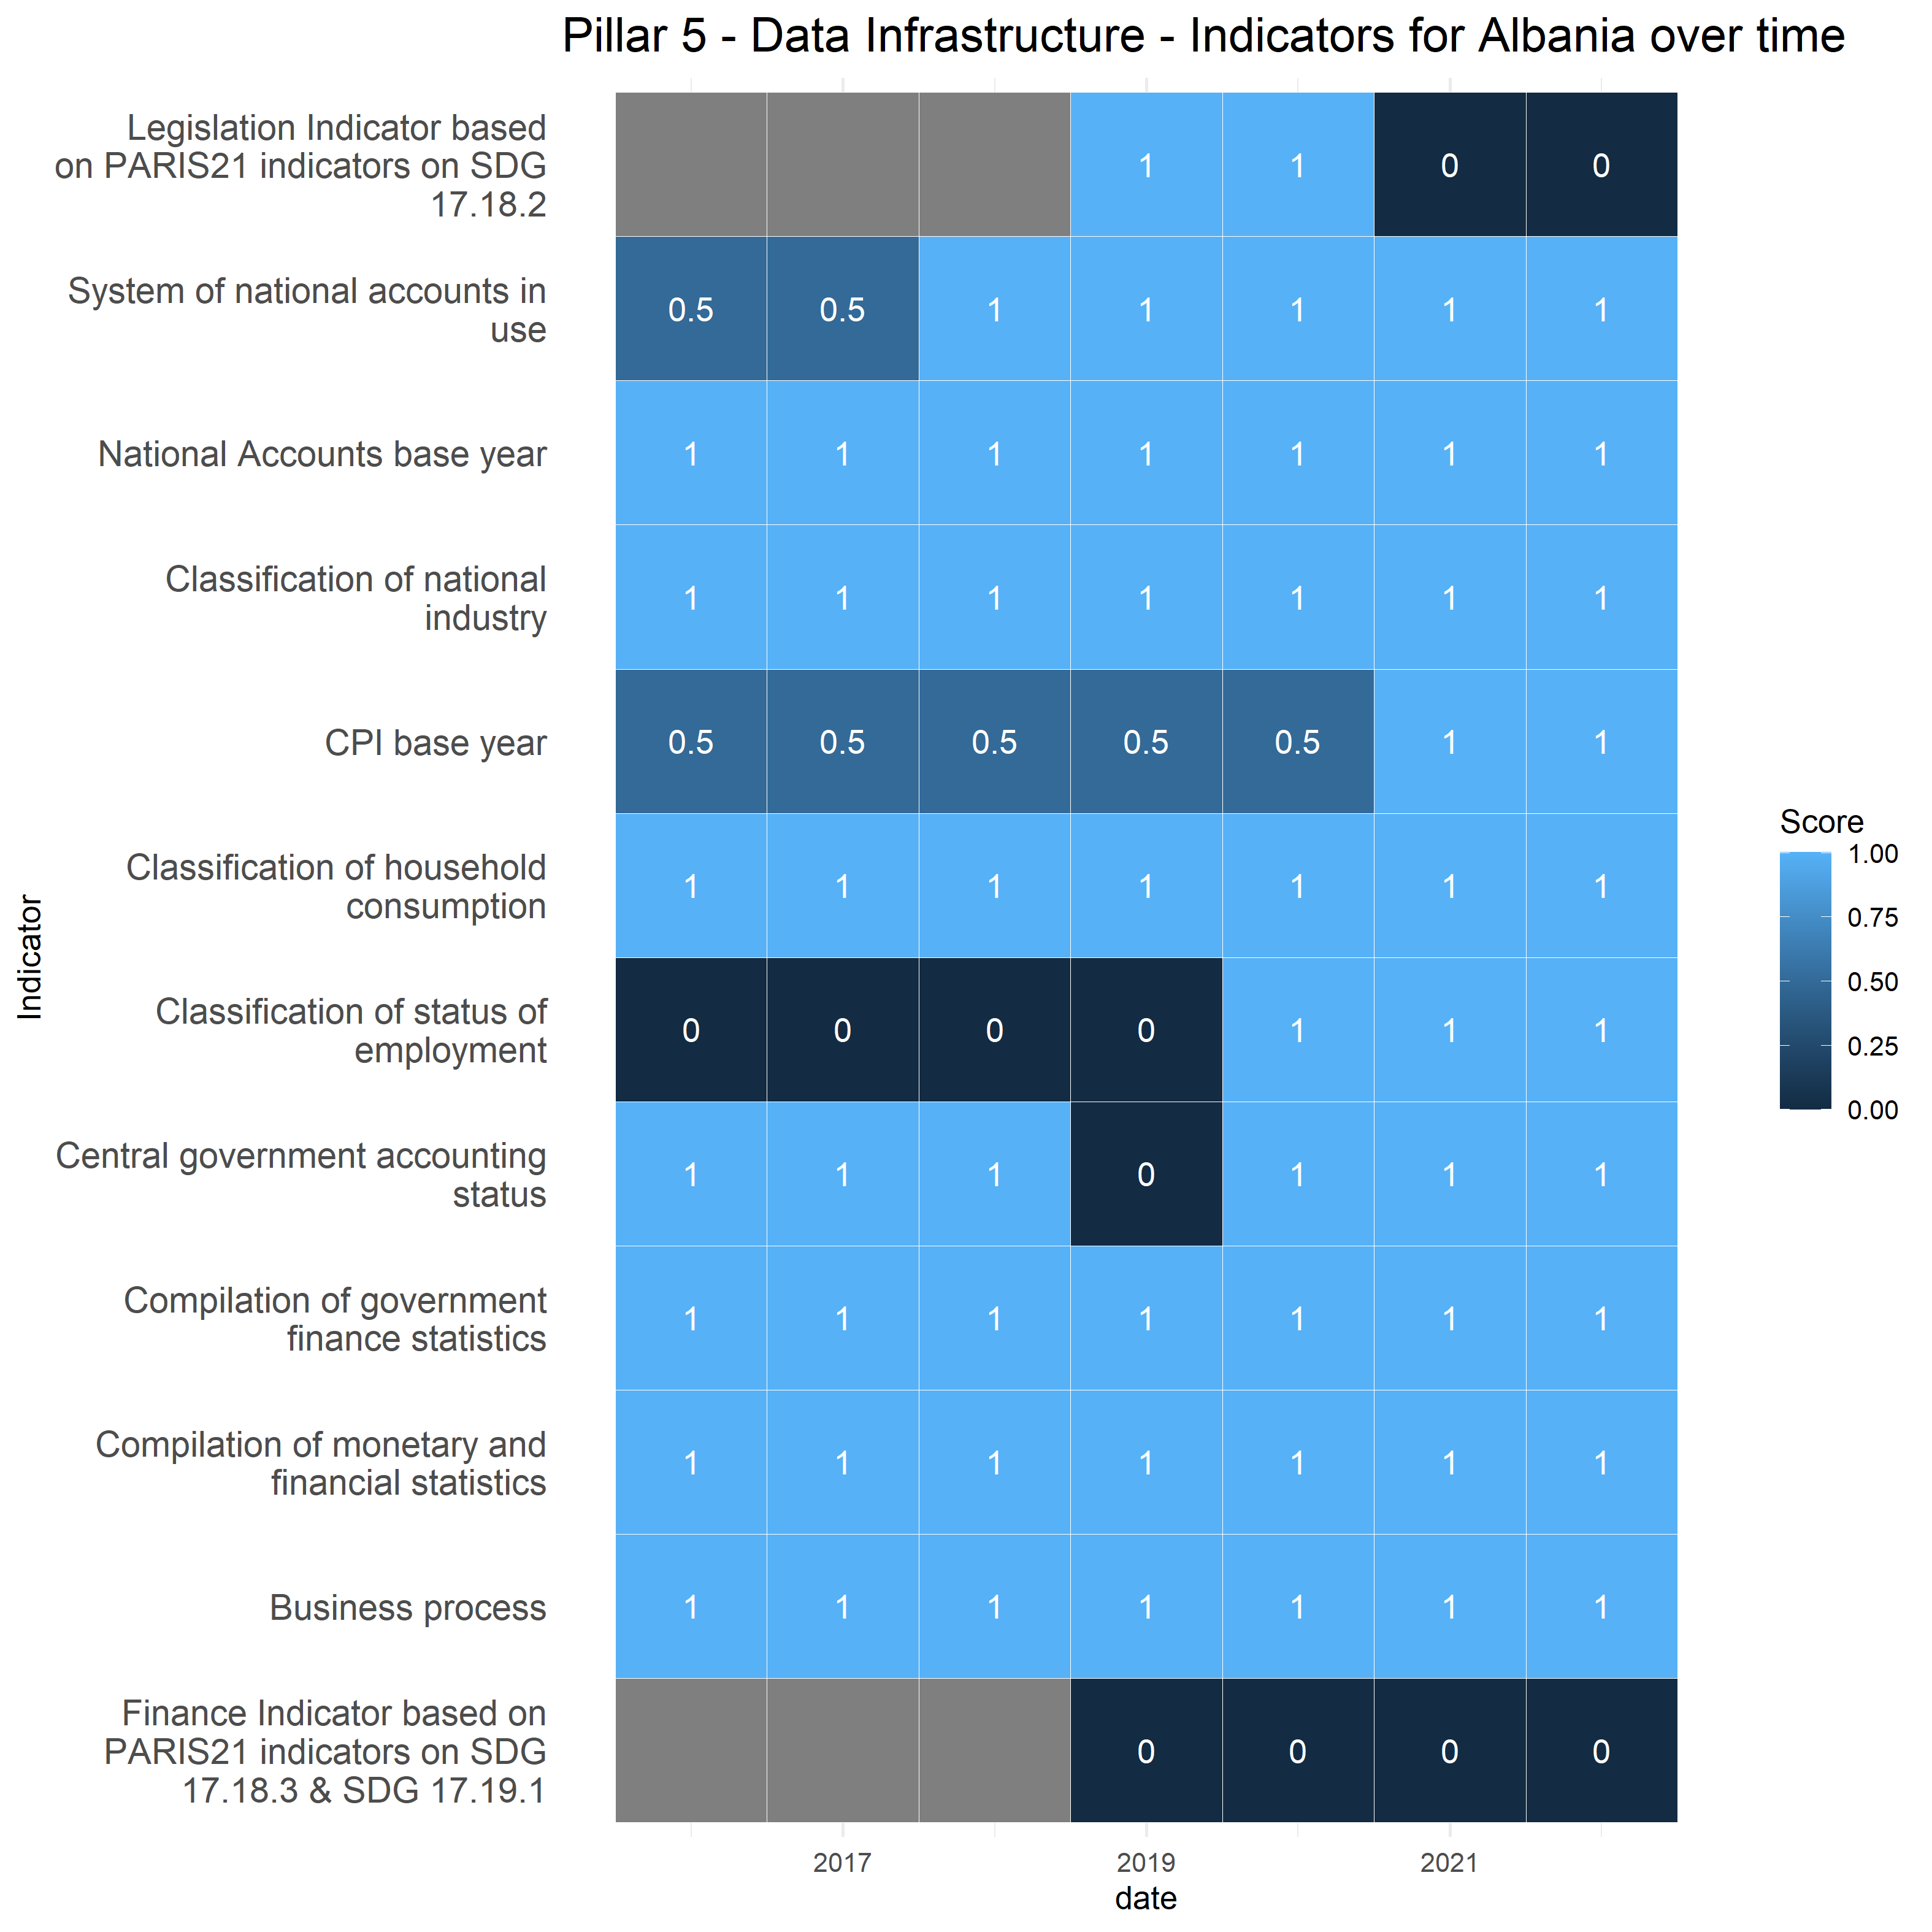 Pillar 5 - Data Infrastructure - Indicators for Albania over time
Indicator
Legislation Indicator based
on PARIS21 indicators on SDG
17.18.2
1 1 0 0
System of national accounts in
use
0.5 0.5 1 1 1 1 1
National Accounts base year
1 1 1 1 1 1 1
Classification of national
industry
1 1 1 1 1 1 1
CPI base year
0.5 0.5 0.5 0.5 0.5 1 1
Classification of household
consumption
1 1 1 1 1 1 1
Classification of status of
employment
0 0 0 0 1 1 1
Central government accounting
status
1 1 1 0 1 1 1
Compilation of government
finance statistics
1 1 1 1 1 1 1
Compilation of monetary and
financial statistics
1 1 1 1 1 1 1
Business process
1 1 1 1 1 1 1
Finance Indicator based on
PARIS21 indicators on SDG
17.18.3 & SDG 17.19.1
0 0 0 0
2017 2019 2021
date
Score
1.00
0.75
0.50
0.25
0.00